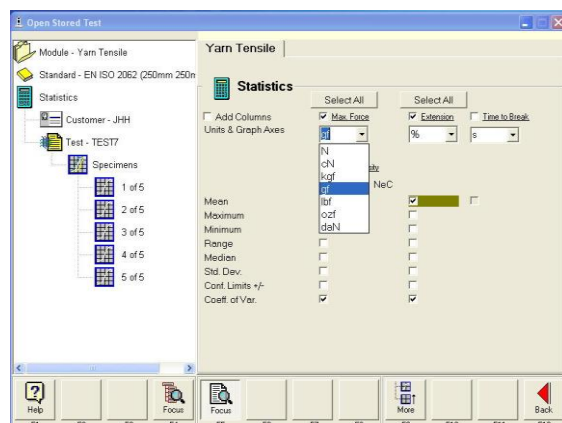 Open Stored Test
Module - Yarn Tensile
Standard - EN ISO 2062 (250mm 250m
Statistics
Customer - JHH
Test - TEST7
Specimens
1 of 5
2 of 5
3 of 5
4 of 5
5 of 5
Yarn Tensile
Statistics
Select All Select All
Add Columns Max. Force Extension Time to Break
Units & Graph Axes gf % s
N
cN
kgf
gf
lbf
ozf
daN
NeC
Mean
Maximum
Minimum
Range
Median
Std. Dev.
Conf. Limits +/-
Coeff. of Var.
Help Focus Focus More Back